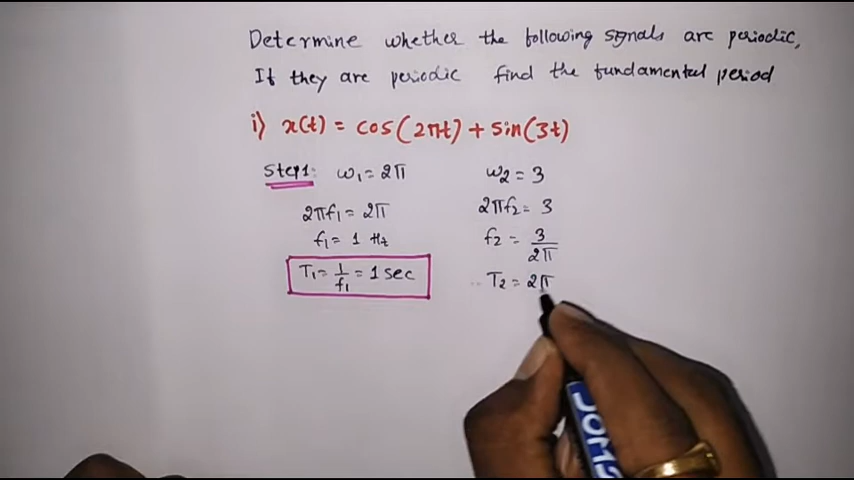 Determine whether the following signals are periodic,
If they are periodic find the fundamental period
i) x(t) = cos(2πt) + sin(3t)
Step1: ω₁ = 2π ω₂ = 3
2πf₁ = 2π 2πf₂ = 3
f₁ = 1 Hz f₂ = 3/2π
T₁ = 1/f₁ = 1 sec T₂ = 2π